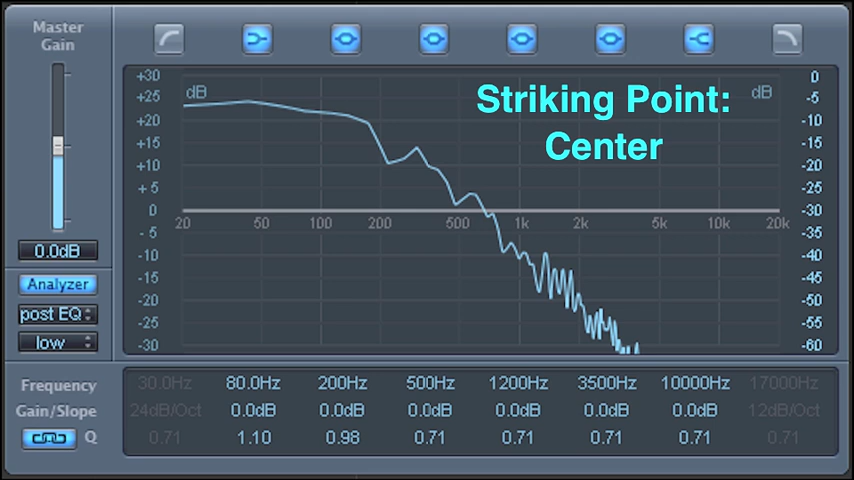 Master
Gain
0.0dB
Analyzer
post EQ
low
Striking Point:
Center
dB
dB
+30
+25
+20
+15
+10
+ 5
0
- 5
-10
-15
-20
-25
-30
20 50 100 200 500 1k 2k 5k 10k 20k
0
-5
-10
-15
-20
-25
-30
-35
-40
-45
-50
-55
-60
Frequency 30.0Hz 80.0Hz 200Hz 500Hz 1200Hz 3500Hz 10000Hz 17000Hz
Gain/Slope 24dB/Oct 0.0dB 0.0dB 0.0dB 0.0dB 0.0dB 0.0dB 12dB/Oct
Q 0.71 1.10 0.98 0.71 0.71 0.71 0.71 0.71